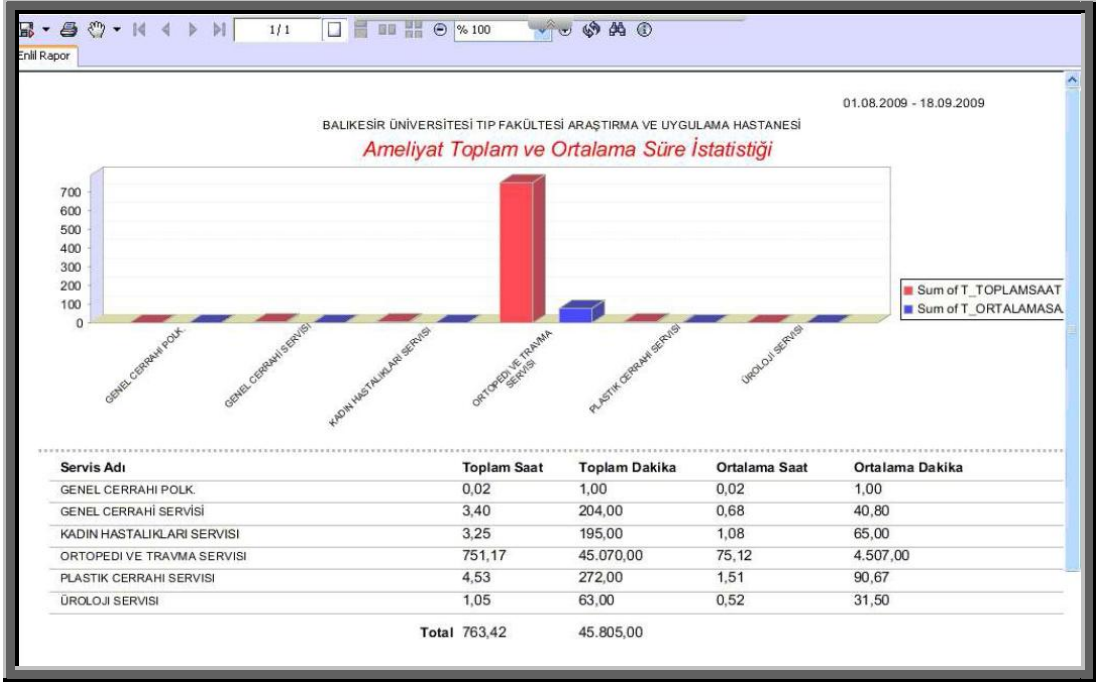 1/1 % 100
Enlil Rapor
01.08.2009 - 18.09.2009
BALIKESİR ÜNİVERSİTESİ TIP FAKÜLTESİ ARAŞTIRMA VE UYGULAMA HASTANESİ
Ameliyat Toplam ve Ortalama Süre İstatistiği
700
600
500
400
300
200
100
0
Sum of T_TOPLAMSAAT
Sum of T_ORTALAMASA
GENEL CERRAHI POLK.
GENEL CERRAHİ SERVİSİ
KADIN HASTALIKLARI SERVISI
ORTOPEDI VE TRAVMA
SERVISI
PLASTIK CERRAHI SERVISI
ÜROLOJI SERVISI
Servis Adı Toplam Saat Toplam Dakika Ortalama Saat Ortalama Dakika
GENEL CERRAHI POLK. 0,02 1,00 0,02 1,00
GENEL CERRAHİ SERVİSİ 3,40 204,00 0,68 40,80
KADIN HASTALIKLARI SERVISI 3,25 195,00 1,08 65,00
ORTOPEDI VE TRAVMA SERVISI 751,17 45.070,00 75,12 4.507,00
PLASTIK CERRAHI SERVISI 4,53 272,00 1,51 90,67
ÜROLOJI SERVISI 1,05 63,00 0,52 31,50
Total 763,42 45.805,00